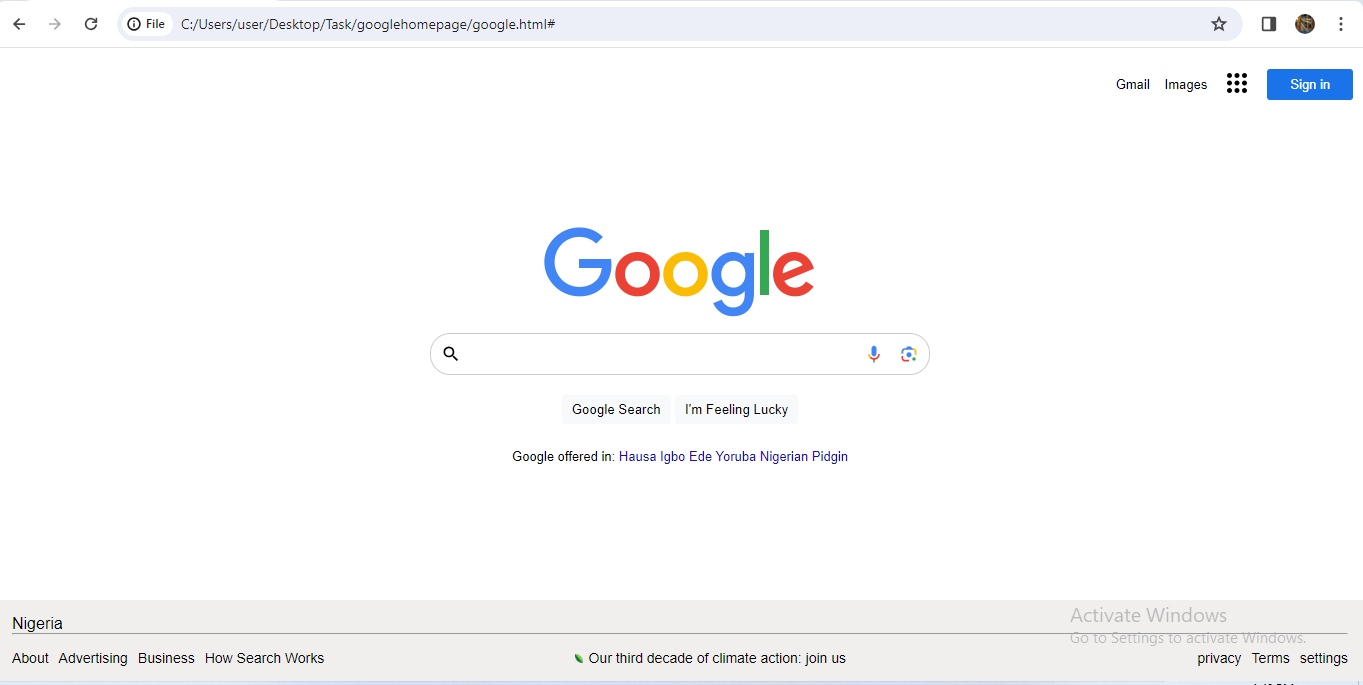 File C:/Users/user/Desktop/Task/googlehomepage/google.html#
Gmail Images Sign in
Google
Google Search I'm Feeling Lucky
Google offered in: Hausa Igbo Ede Yoruba Nigerian Pidgin
Nigeria
Activate Windows
Go to Settings to activate Windows.
About Advertising Business How Search Works Our third decade of climate action: join us privacy Terms settings